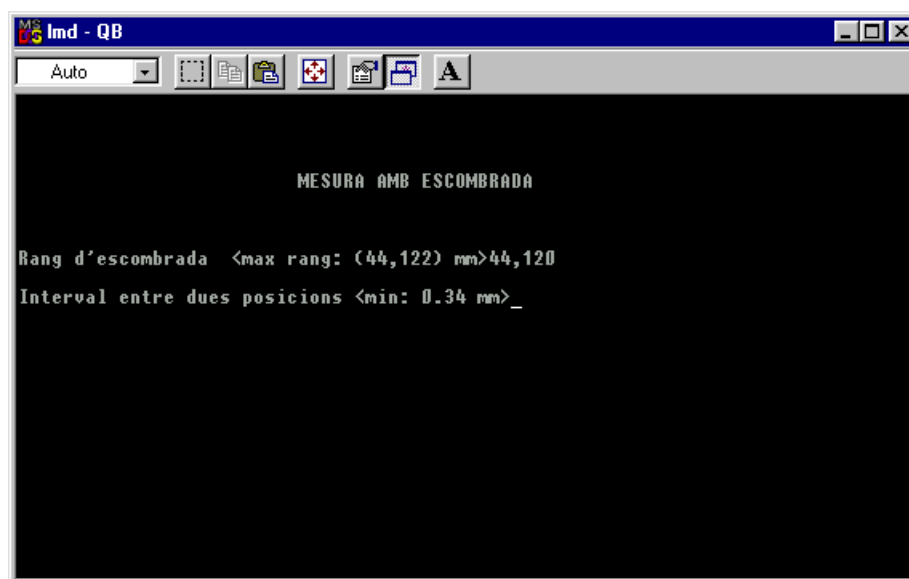 lmd - QB
Auto
A
MESURA AMB ESCOMBRADA
Rang d'escombrada <max rang: (44,122) mm>44,120
Interval entre dues posicions <min: 0.34 mm>_